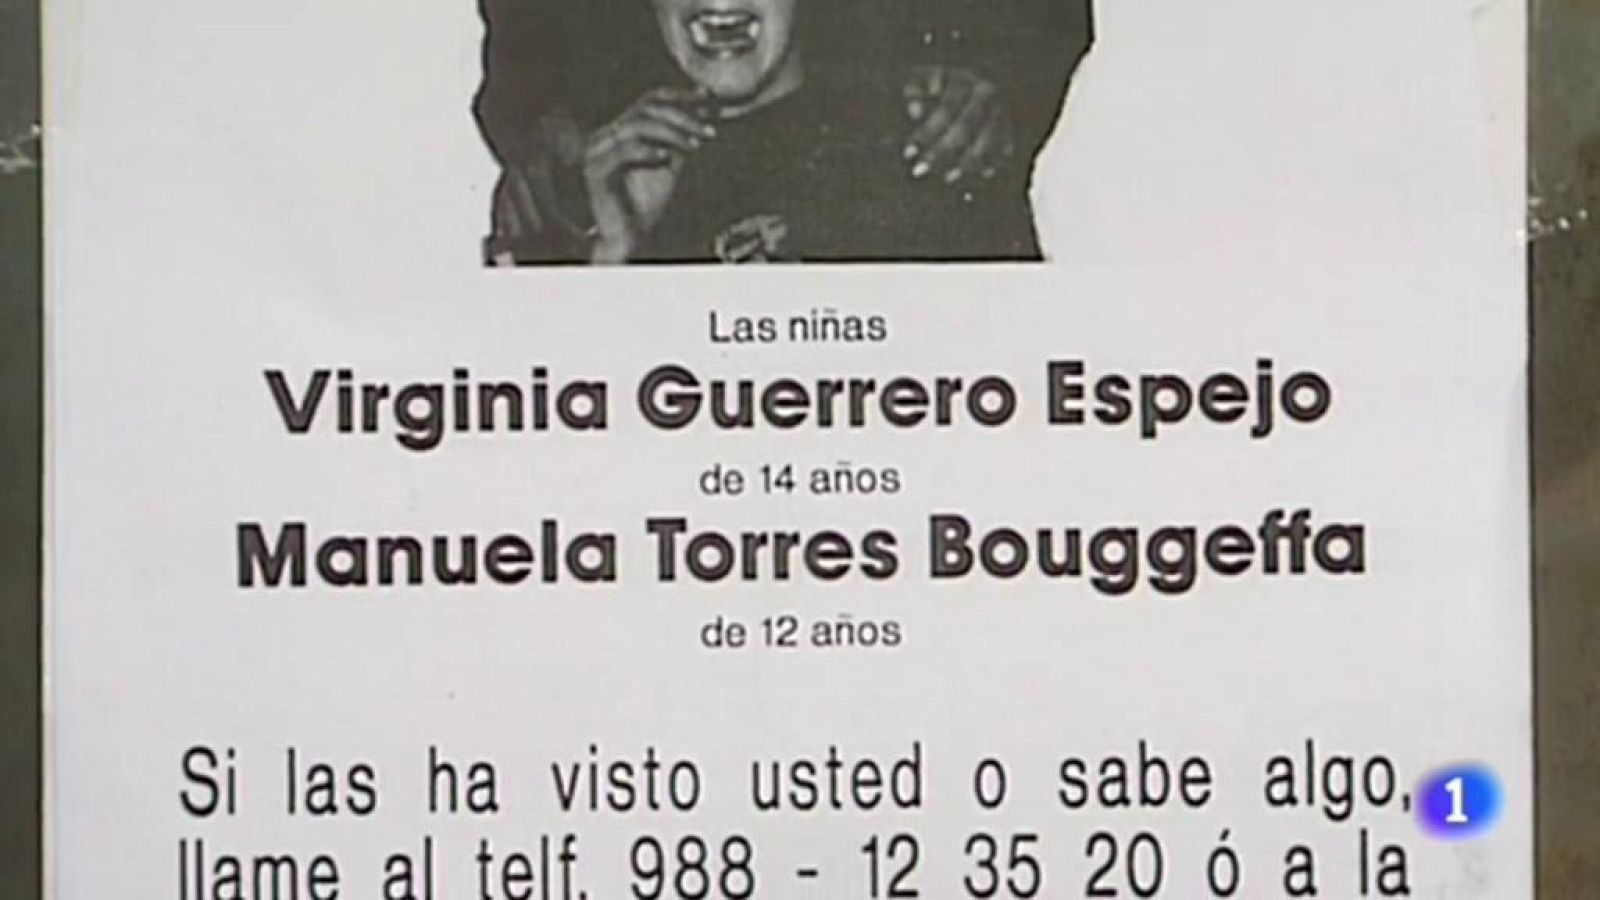 Las niñas
Virginia Guerrero Espejo
de 14 años
Manuela Torres Bouggeffa
de 12 años
Si las ha visto usted o sabe algo,
1
llame al telf. 988 - 12 35 20 ó a la